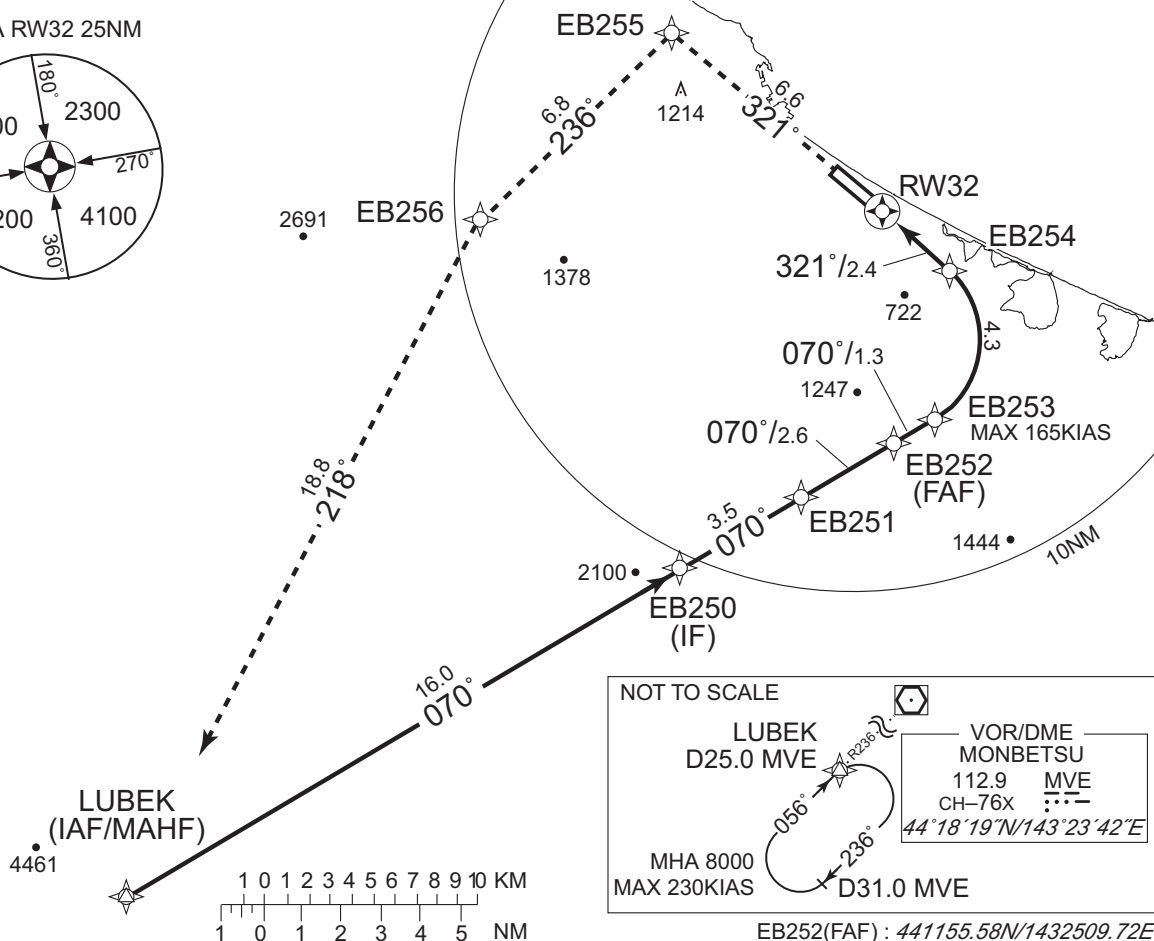 A RW32 25NM
180°
2300
00
270°
200
4100
360°
EB255
1214
6.6
321°
6.8
236°
RW32
EB256
2691
1378
EB254
321°/2.4
722
4.3
070°/1.3
1247
EB253
MAX 165KIAS
070°/2.6
EB252
(FAF)
18.8
218°
3.5
070°
EB251
1444
10NM
2100
EB250
(IF)
16.0
070°
LUBEK
(IAF/MAHF)
4461
1 0 1 2 3 4 5 6 7 8 9 10 KM
1 0 1 2 3 4 5 NM
NOT TO SCALE
LUBEK
D25.0 MVE
R236
VOR/DME
MONBETSU
112.9 MVE
CH–76X
44°18′19″N/143°23′42″E
056°
236°
MHA 8000
MAX 230KIAS
D31.0 MVE
EB252(FAF) : 441155.58N/1432509.72E